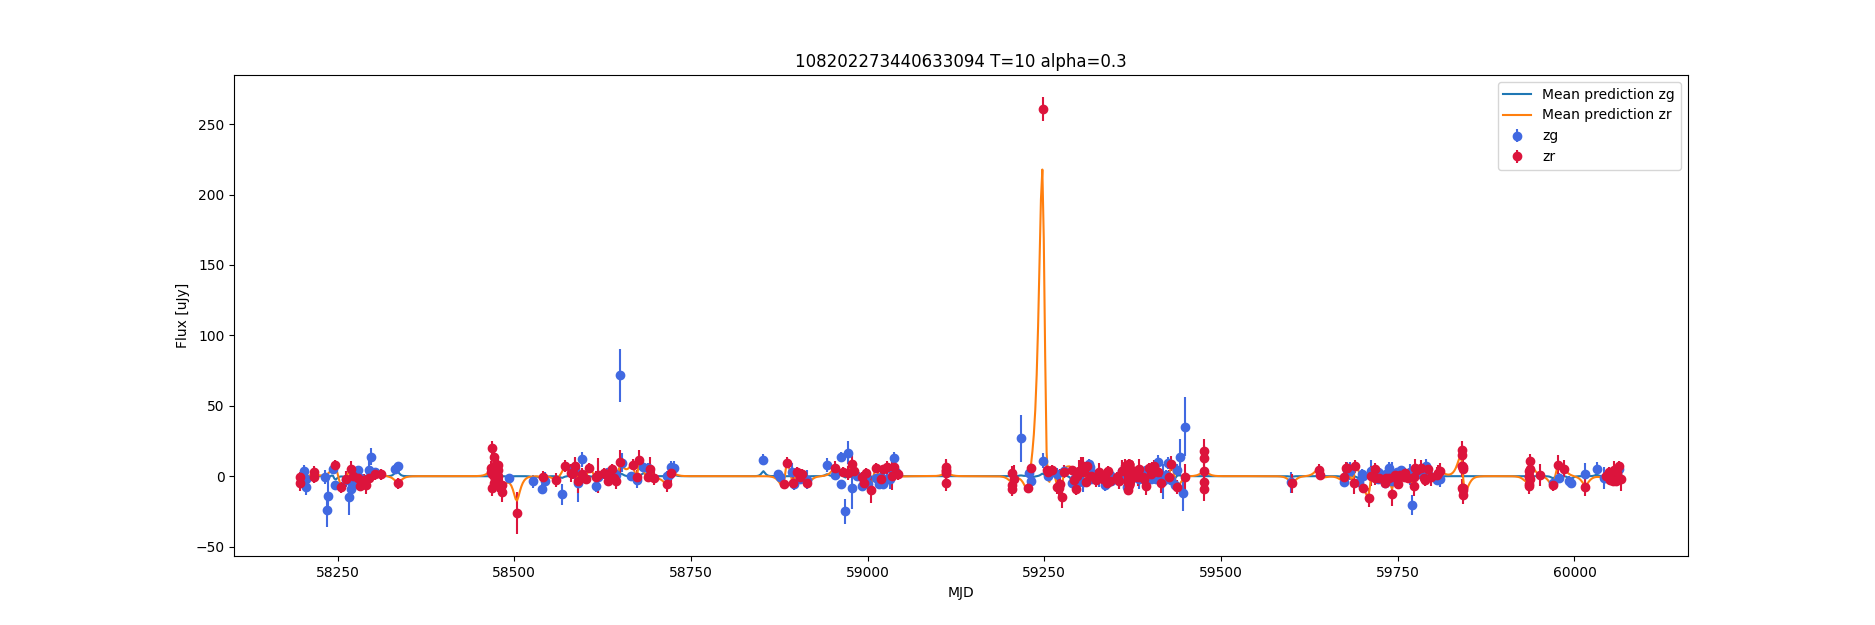 108202273440633094 T=10 alpha=0.3
Mean prediction zg
Mean prediction zr
zg
zr
Flux [uJy]
250
200
150
100
50
0
−50
58250 58500 58750 59000 59250 59500 59750 60000
MJD